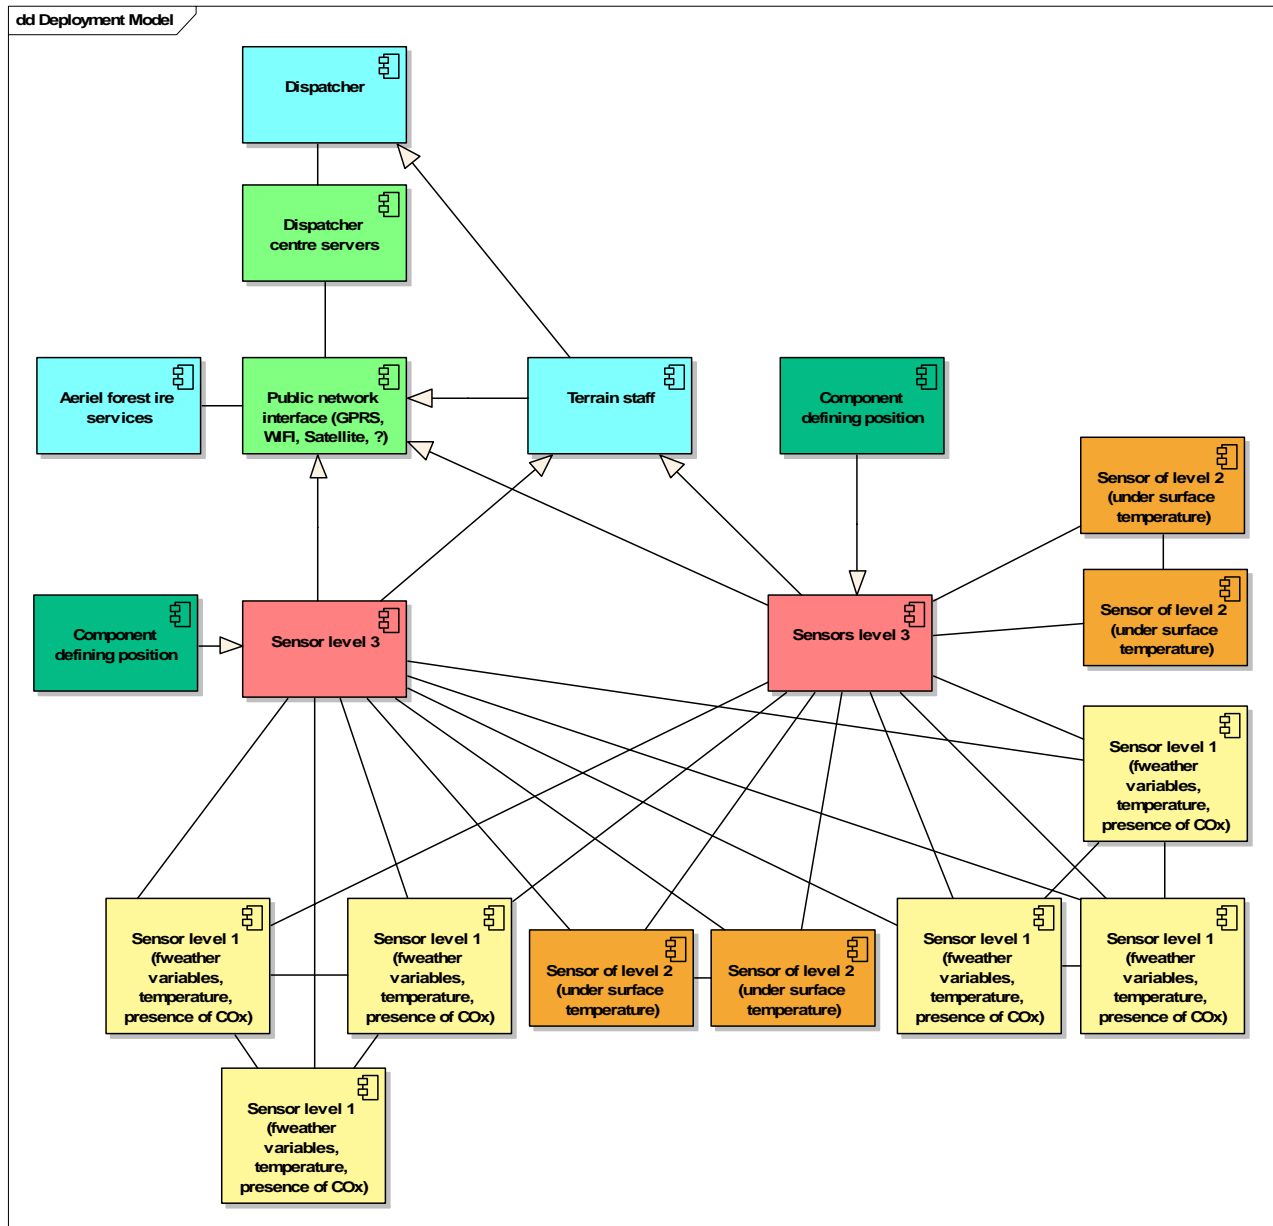 dd Deployment Model
Dispatcher
Dispatcher
centre servers
Aeriel forest ire
services
Public network
interface (GPRS,
WIFI, Satellite, ?)
Terrain staff
Component
defining position
Sensor of level 2
(under surface
temperature)
Sensor of level 2
(under surface
temperature)
Component
defining position
Sensor level 3
Sensors level 3
Sensor level 1
(fweather
variables,
temperature,
presence of COx)
Sensor level 1
(fweather
variables,
temperature,
presence of COx)
Sensor level 1
(fweather
variables,
temperature,
presence of COx)
Sensor of level 2
(under surface
temperature)
Sensor of level 2
(under surface
temperature)
Sensor level 1
(fweather
variables,
temperature,
presence of COx)
Sensor level 1
(fweather
variables,
temperature,
presence of COx)
Sensor level 1
(fweather
variables,
temperature,
presence of COx)